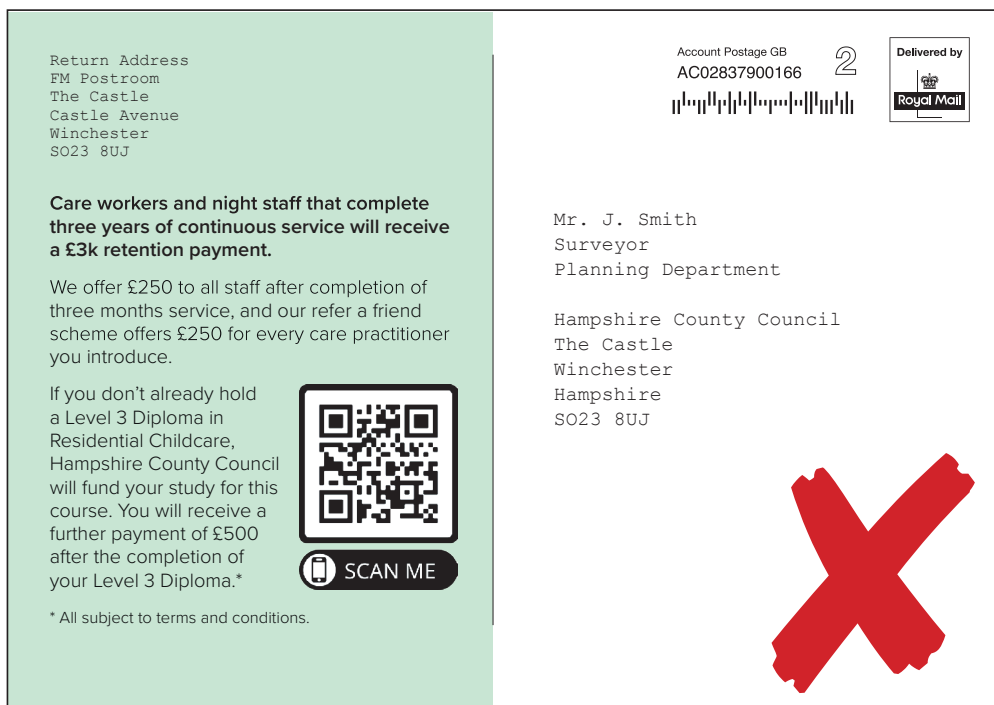 Return Address
FM Postroom
The Castle
Castle Avenue
Winchester
SO23 8UJ
Care workers and night staff that complete
three years of continuous service will receive
a £3k retention payment.
We offer £250 to all staff after completion of
three months service, and our refer a friend
scheme offers £250 for every care practitioner
you introduce.
If you don’t already hold
a Level 3 Diploma in
Residential Childcare,
Hampshire County Council
will fund your study for this
course. You will receive a
further payment of £500
after the completion of
your Level 3 Diploma.*
SCAN ME
* All subject to terms and conditions.
Account Postage GB
AC02837900166
2
Delivered by
Royal Mail
Mr. J. Smith
Surveyor
Planning Department
Hampshire County Council
The Castle
Winchester
Hampshire
SO23 8UJ